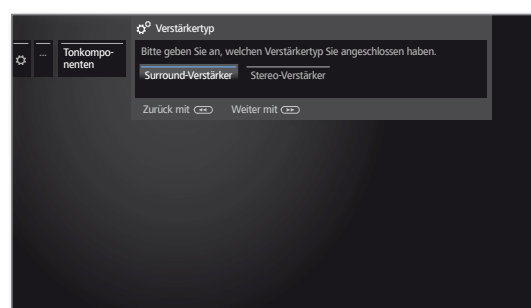 Verstärkertyp
...
Tonkompo-
nenten
Bitte geben Sie an, welchen Verstärkertyp Sie angeschlossen haben.
Surround-Verstärker Stereo-Verstärker
Zurück mit Weiter mit